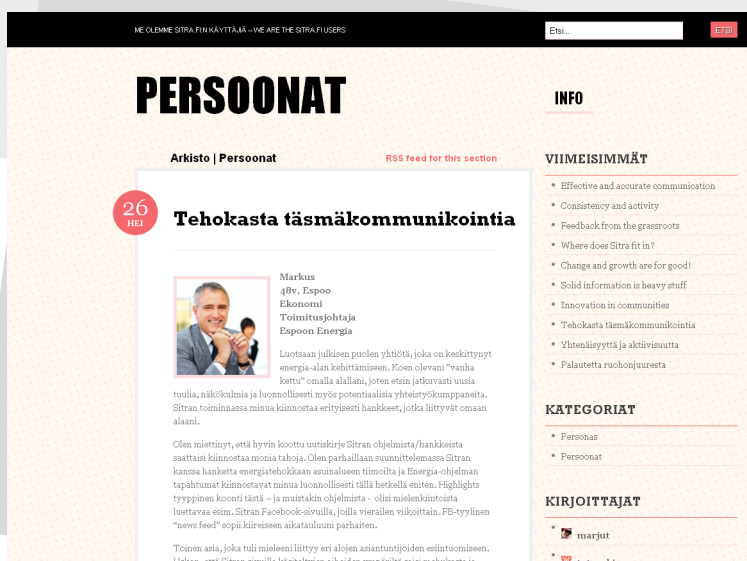 ME OLEMME SITRA.FI:N KÄYTTÄJIÄ – WE ARE THE SITRA.FI USERS
Etsi...
ETSI
PERSOONAT
INFO
Arkisto | Persoonat
RSS feed for this section
26
HEI
Tehokasta täsmäkommunikointia
Markus
48v, Espoo
Ekonomi
Toimitusjohtaja
Espoon Energia
Luotsaan julkisen puolen yhtiötä, joka on keskittynyt
energia-alan kehittämiseen. Koen olevani "vanha
kettu" omalla alallani, joten etsin jatkuvasti uusia
tuulia, näkökulmia ja luonnollisesti myös potentiaalisia yhteistyökumppaneita.
Sitran toiminnassa minua kiinnostaa erityisesti hankkeet, jotka liittyvät omaan
alaani.
Olen miettinyt, että hyvin koottu uutiskirje Sitran ohjelmista/hankkeista
saattaisi kiinnostaa monia tahoja. Olen parhaillaan suunnittelemassa Sitran
kanssa hanketta energiatehokkaan asuinalueen tiimoilta ja Energia-ohjelman
tapahtumat kiinnostavat minua luonnollisesti tällä hetkellä eniten. Highlights
tyyppinen koonti tästä – ja muistakin ohjelmista - olisi mielenkiintoista
luettavaa esim. Sitran Facebook-sivuilla, joilla vierailen viikoittain. FB-tyylinen
"news feed" sopii kiireiseen aikatauluuni parhaiten.
Toinen asia, joka tuli mieleeni liittyy eri alojen asiantuntijoiden esiintuomiseen.
VIIMEISIMMÄT
Effective and accurate communication
Consistency and activity
Feedback from the grassroots
Where does Sitra fit in?
Change and growth are for good!
Solid information is heavy stuff
Innovation in communities
Tehokasta täsmäkommunikointia
Yhtenäisyyttä ja aktiivisuutta
Palautetta ruohonjuuresta
KATEGORIAT
Personas
Persoonat
KIRJOITTAJAT
marjut